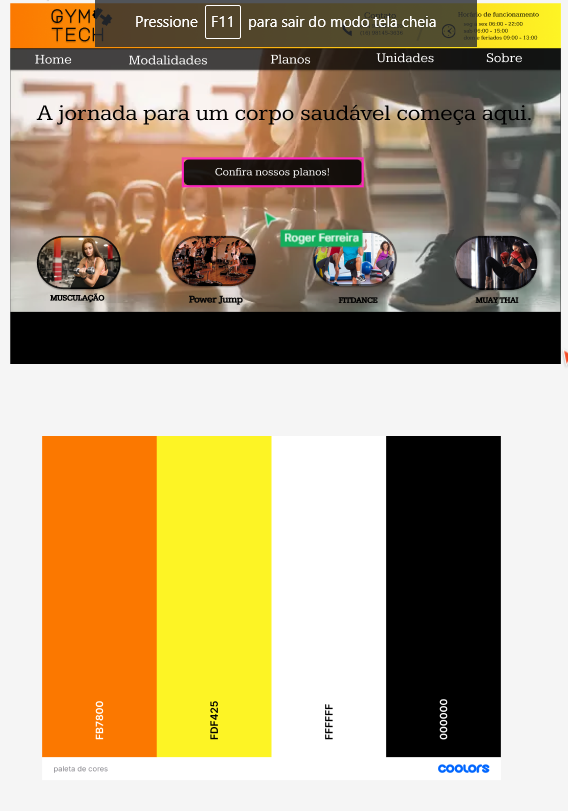 GYM
TECH
Pressione F11 para sair do modo tela cheia
Horário de funcionamento
seg a sex 06:00 - 22:00
sab 06:00 - 15:00
dom e feriados 09:00 - 13:00
Home Modalidades Planos Unidades Sobre
A jornada para um corpo saudável começa aqui.
Confira nossos planos!
Roger Ferreira
MUSCULAÇÃO Power Jump FITDANCE MUAY THAI
FB7800 FDF425 FFFFFF 000000
paleta de cores coolors